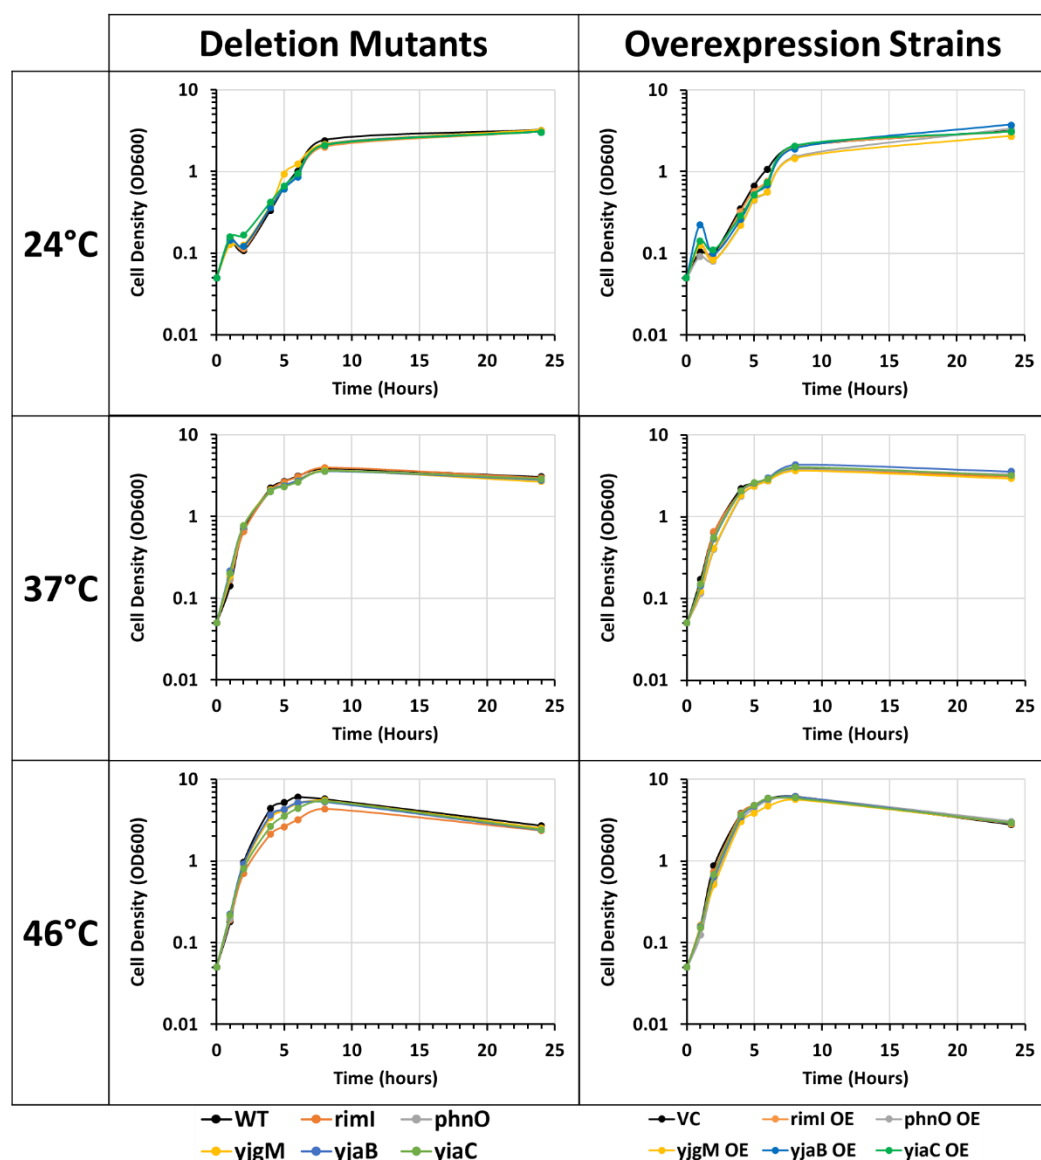 Deletion Mutants
Overexpression Strains
24°C
Cell Density (OD600)
10
1
0.1
0.01
0 5 10 15 20 25
Time (Hours)
Cell Density (OD600)
10
1
0.1
0.01
0 5 10 15 20 25
Time (Hours)
37°C
Cell Density (OD600)
10
1
0.1
0.01
0 5 10 15 20 25
Time (Hours)
Cell Density (OD600)
10
1
0.1
0.01
0 5 10 15 20 25
Time (Hours)
46°C
Cell Density (OD600)
10
1
0.1
0.01
0 5 10 15 20 25
Time (hours)
Cell Density (OD600)
10
1
0.1
0.01
0 5 10 15 20 25
Time (Hours)
WT rimI phnO
yjgM yjaB yiaC
VC rimI OE phnO OE
yjgM OE yjaB OE yiaC OE